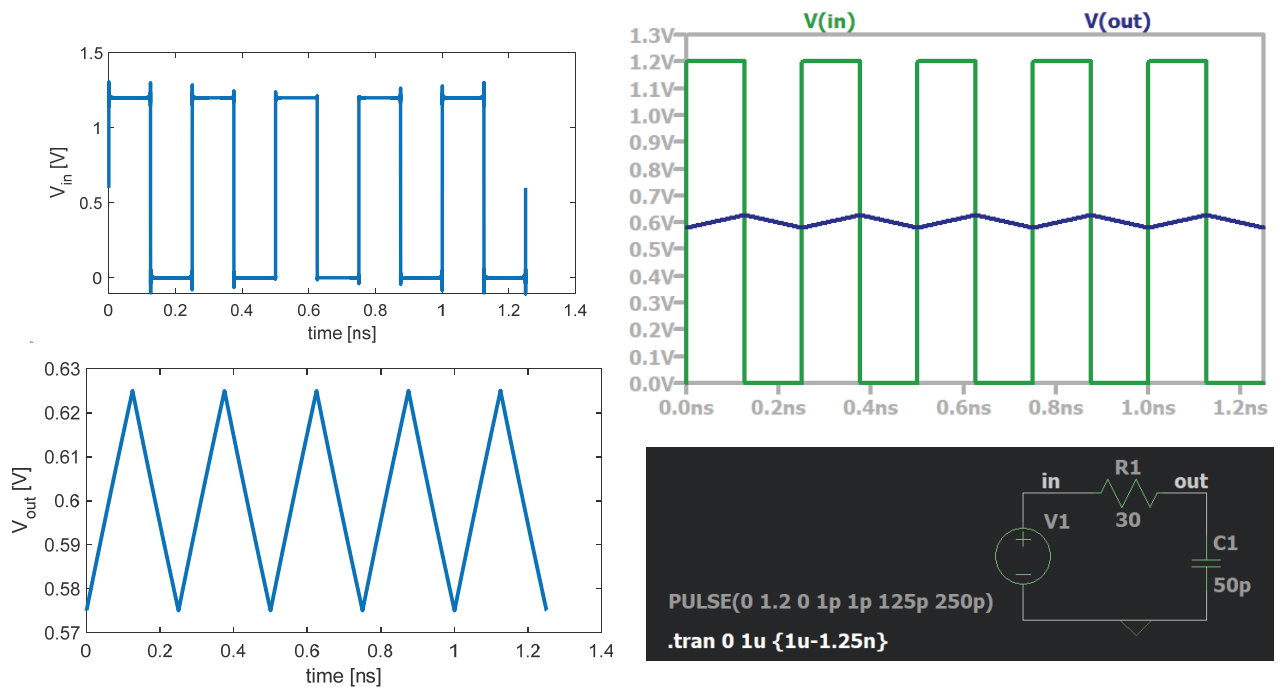 1.5
1
0.5
0
V_in [V]
0 0.2 0.4 0.6 0.8 1 1.2 1.4
time [ns]
0.63
0.62
0.61
0.6
0.59
0.58
0.57
V_out [V]
0 0.2 0.4 0.6 0.8 1 1.2 1.4
time [ns]
V(in) V(out)
1.3V
1.2V
1.1V
1.0V
0.9V
0.8V
0.7V
0.6V
0.5V
0.4V
0.3V
0.2V
0.1V
0.0V
0.0ns 0.2ns 0.4ns 0.6ns 0.8ns 1.0ns 1.2ns
in R1 out
V1 30
C1
50p
PULSE(0 1.2 0 1p 1p 125p 250p)
.tran 0 1u {1u-1.25n}